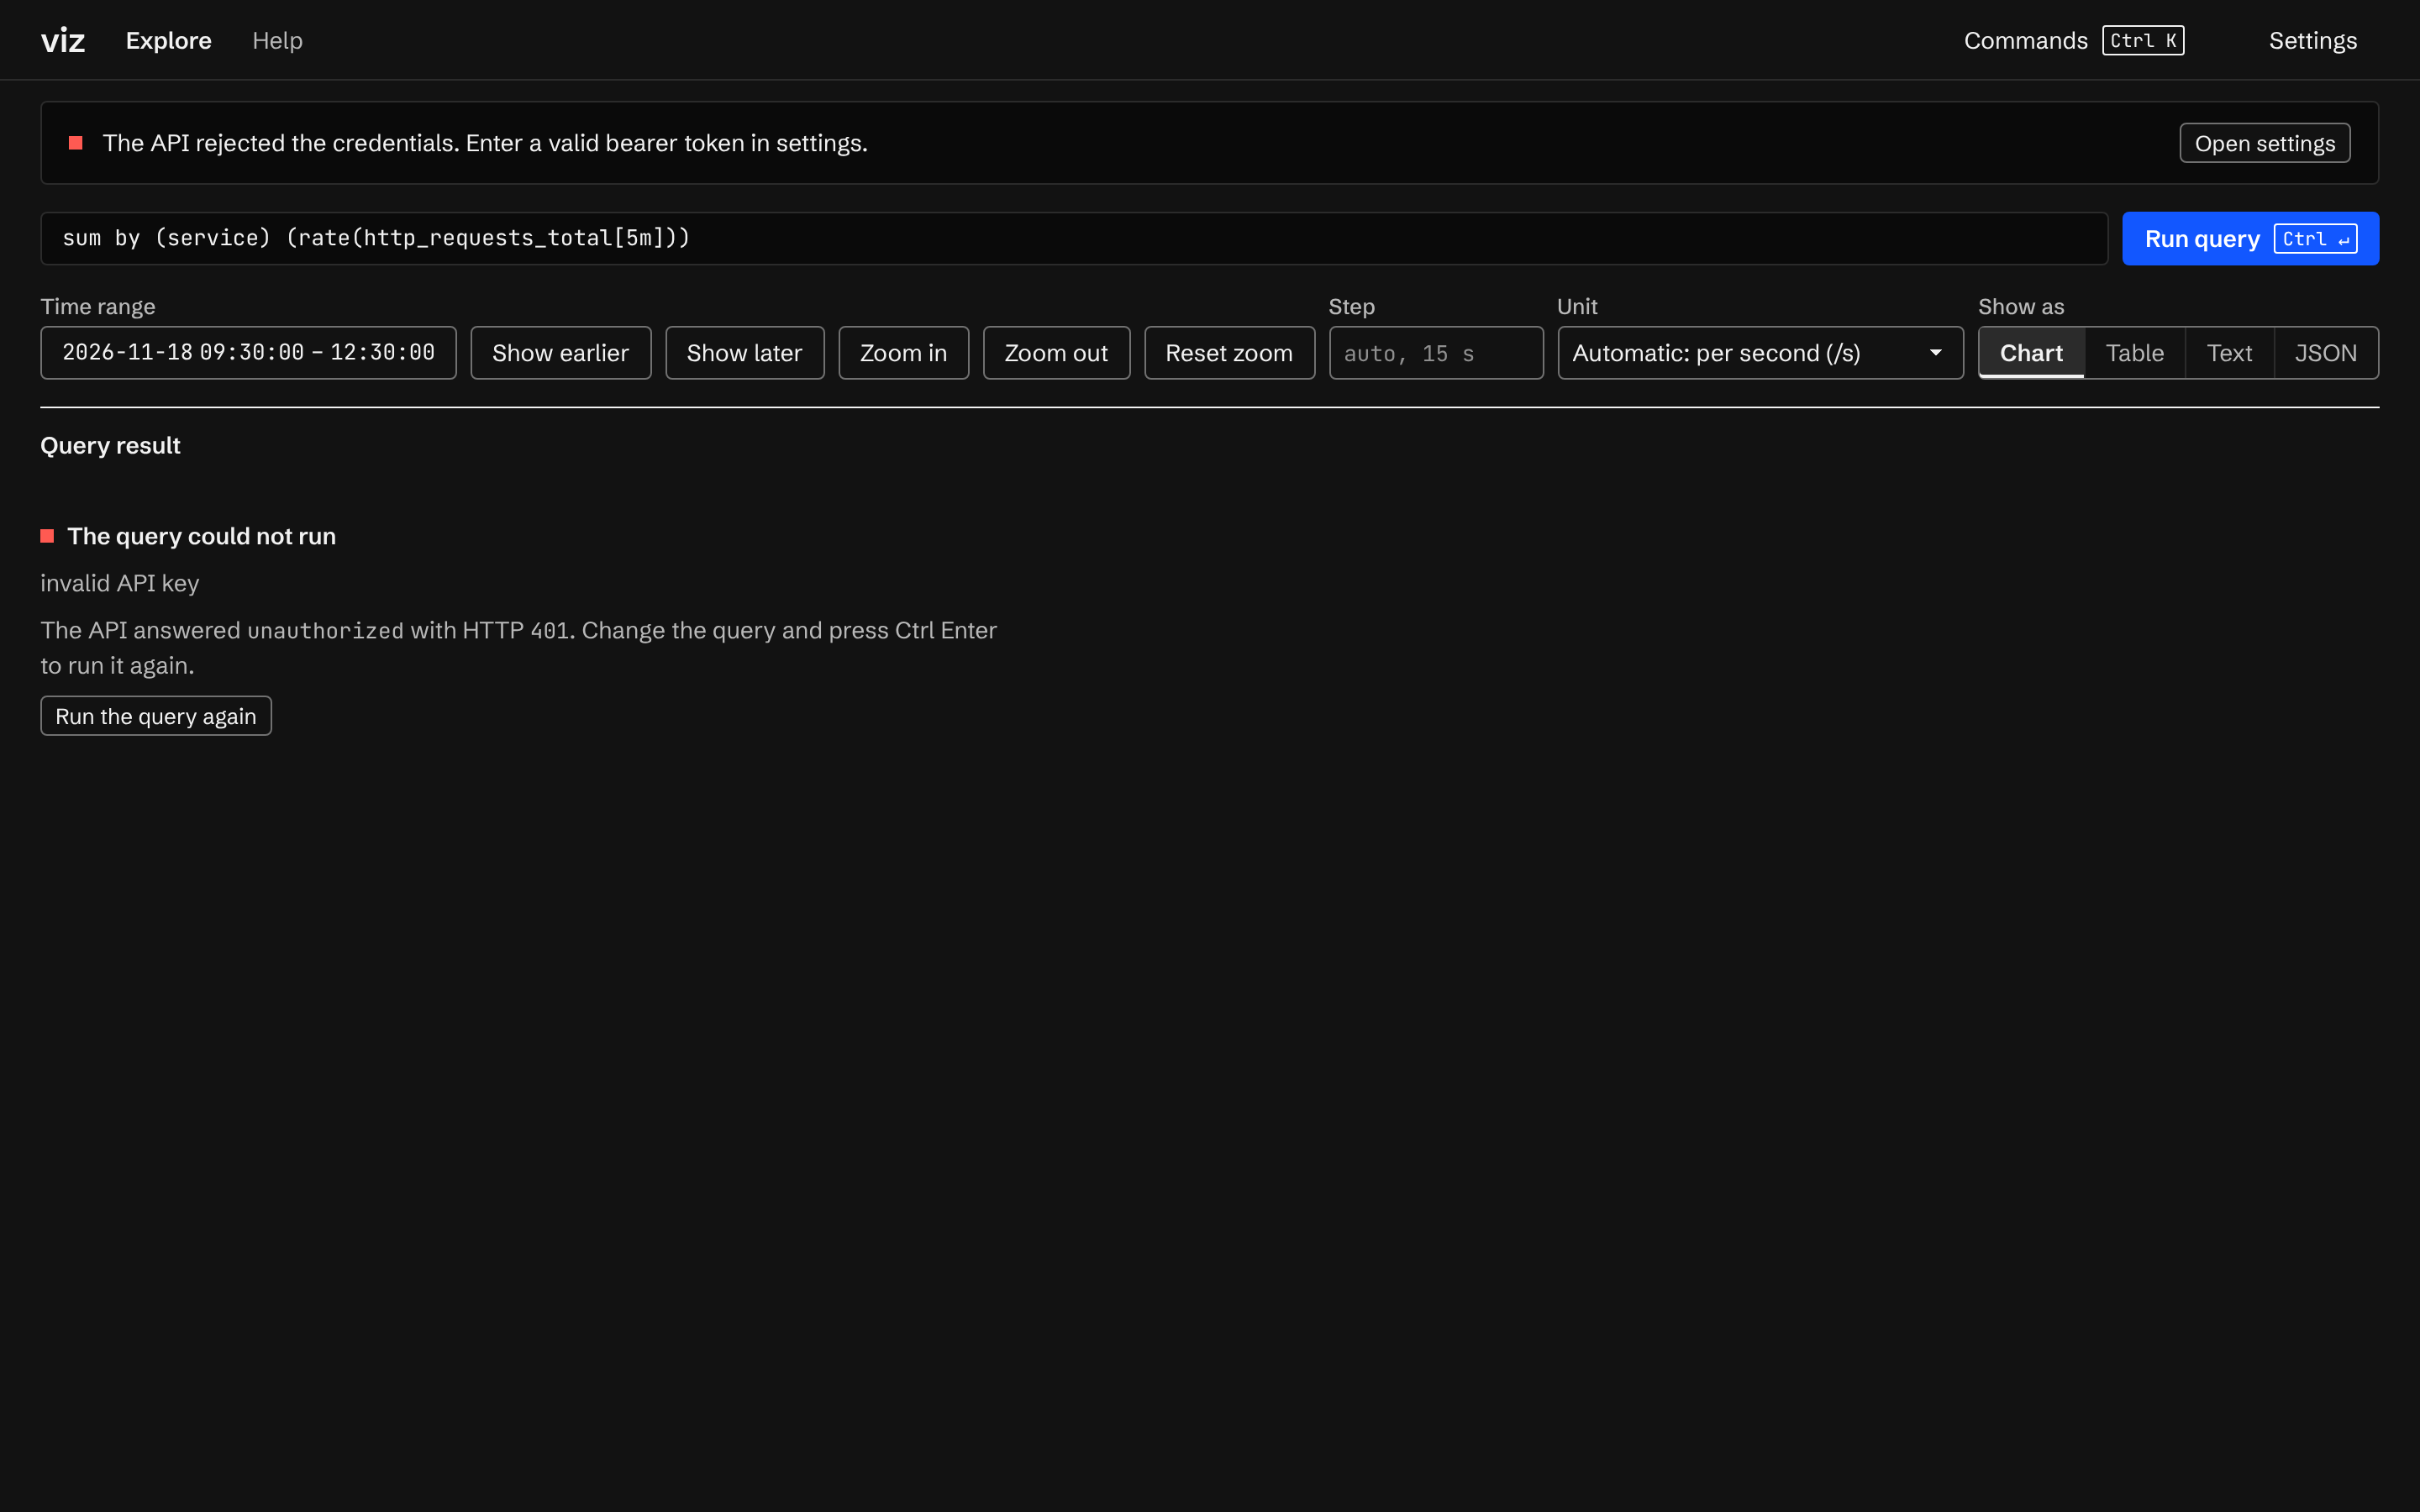 viz Explore Help Commands Ctrl K Settings
The API rejected the credentials. Enter a valid bearer token in settings. Open settings
sum by (service) (rate(http_requests_total[5m])) Run query Ctrl ↵
Time range Step Unit Show as
2026-11-18 09:30:00 – 12:30:00 Show earlier Show later Zoom in Zoom out Reset zoom auto, 15 s Automatic: per second (/s) Chart Table Text JSON
Query result
The query could not run
invalid API key
The API answered unauthorized with HTTP 401. Change the query and press Ctrl Enter
to run it again.
Run the query again